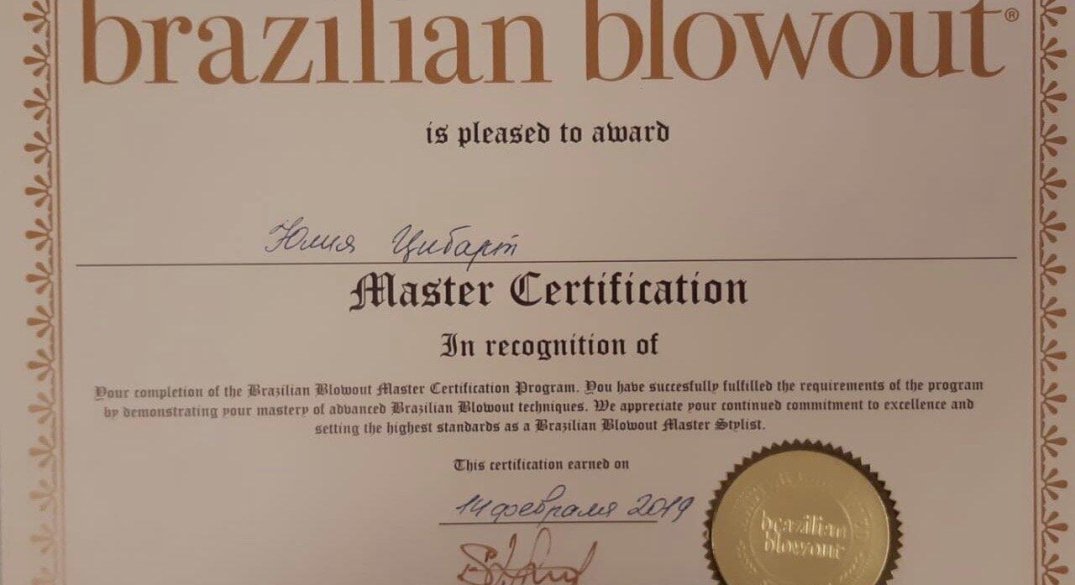 brazilian blowout®
is pleased to award
Юлия Цибарт
Master Certification
In recognition of
Your completion of the Brazilian Blowout Master Certification Program. You have succesfully fulfilled the requirements of the program
by demonstrating your mastery of advanced Brazilian Blowout techniques. We appreciate your continued commitment to excellence and
setting the highest standards as a Brazilian Blowout Master Stylist.
This certification earned on
14 февраля 2019
brazilian
blowout